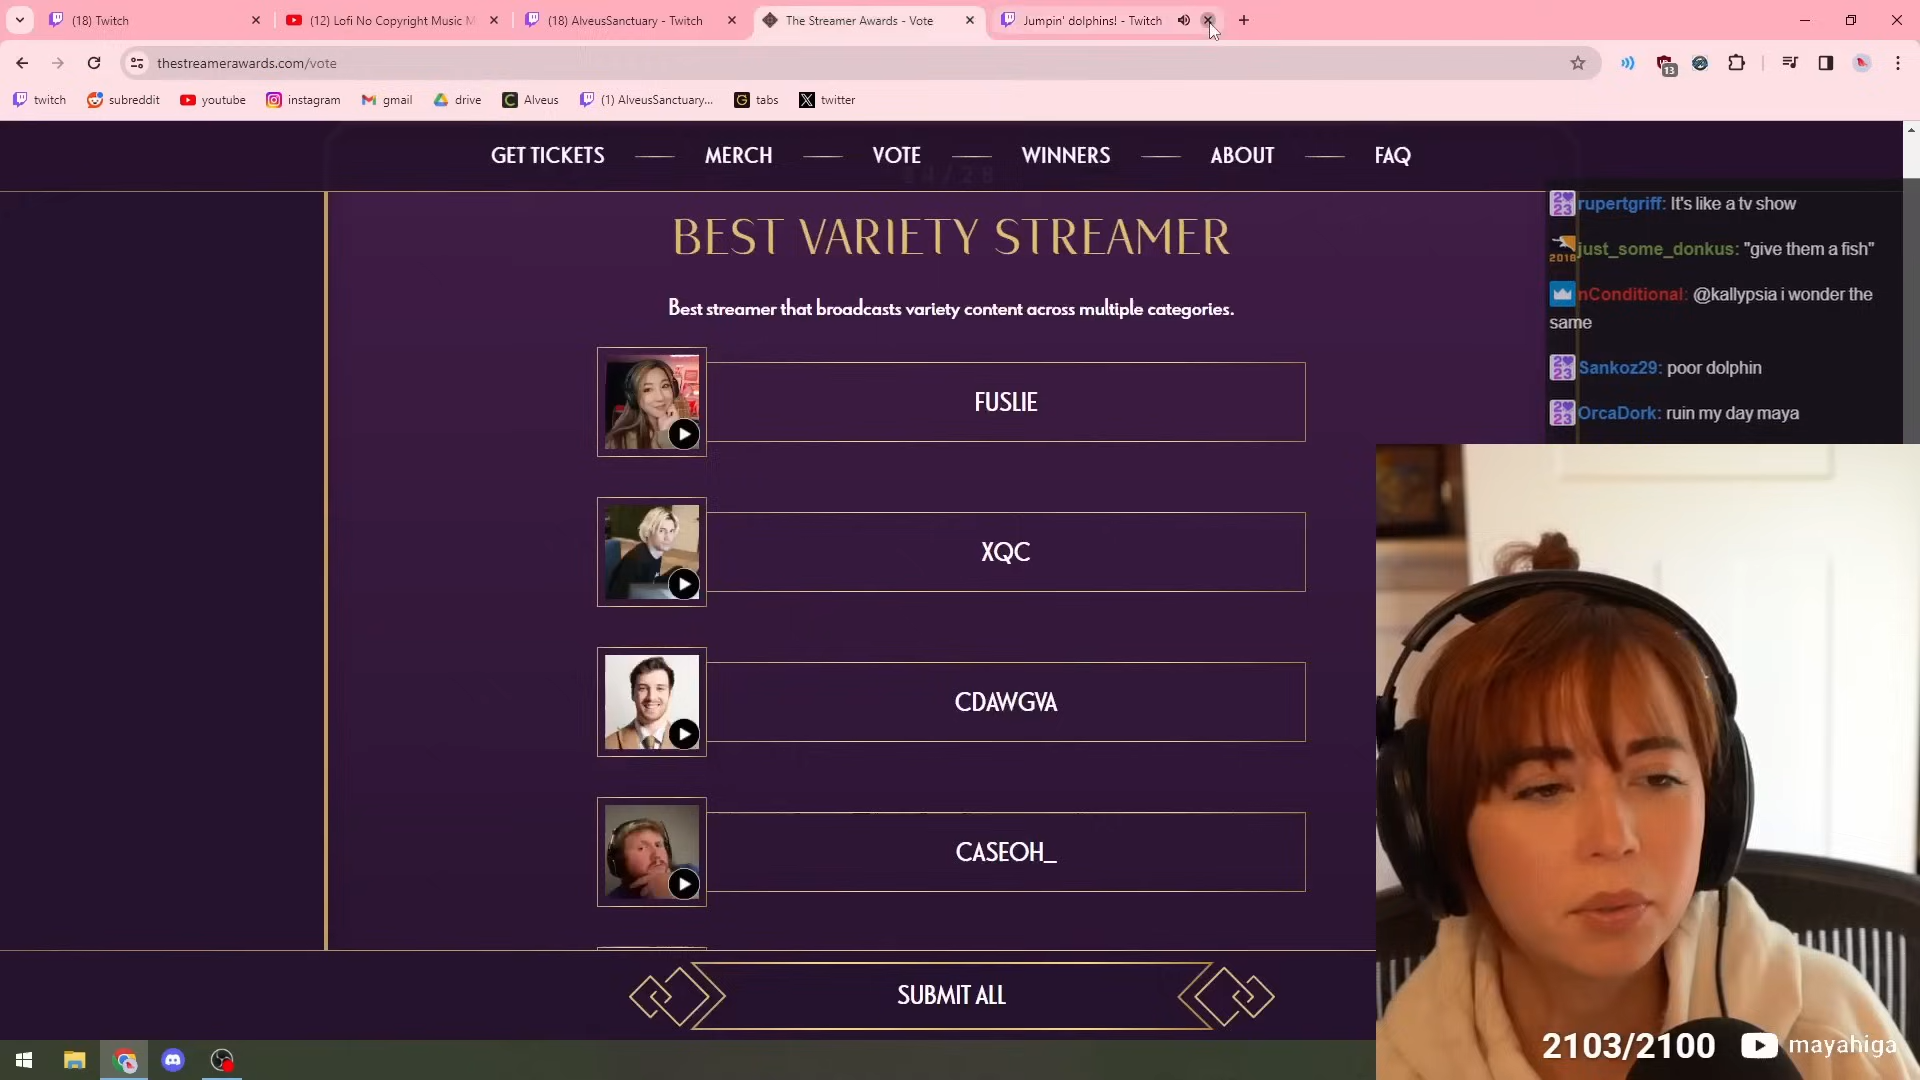 (18) Twitch
(12) Lofi No Copyright Music M
(18) AlveusSanctuary - Twitch
The Streamer Awards - Vote
Jumpin' dolphins! - Twitch
thestreamerawards.com/vote
13
twitch
subreddit
youtube
instagram
gmail
drive
Alveus
(1) AlveusSanctuary...
tabs
twitter
GET TICKETS
MERCH
VOTE
WINNERS
ABOUT
FAQ
BEST VARIETY STREAMER
Best streamer that broadcasts variety content across multiple categories.
FUSLIE
XQC
CDAWGVA
CASEOH_
SUBMIT ALL
rupertgriff: It's like a tv show
just_some_donkus: "give them a fish"
nConditional: @kallypsia i wonder the
same
Sankoz29: poor dolphin
OrcaDork: ruin my day maya
2103/2100
mayahiga